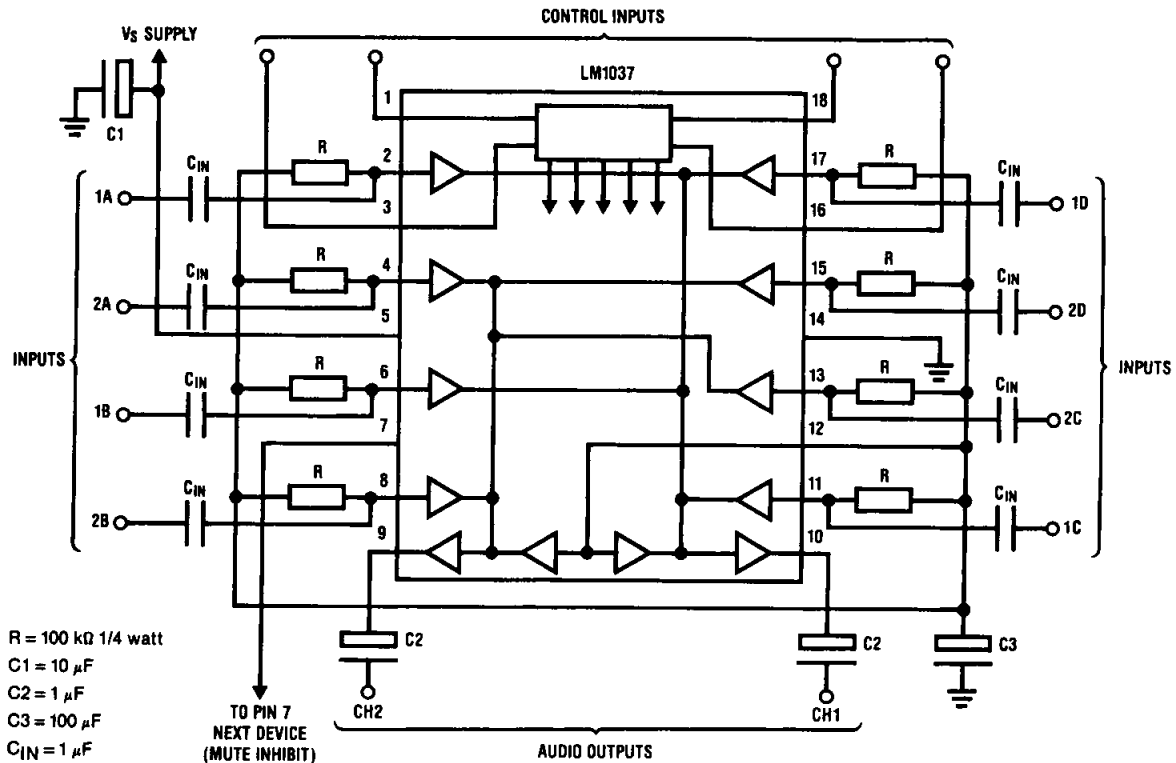 CONTROL INPUTS
VS SUPPLY
LM1037
C1
1
18
R
2
17
R
CIN
CIN
1A
3
16
1D
R
4
15
R
CIN
CIN
2A
5
14
2D
INPUTS
INPUTS
R
6
13
R
CIN
CIN
1B
7
12
2C
R
8
11
R
CIN
CIN
2B
9
10
1C
R = 100 kΩ 1/4 watt
C1 = 10 µF
C2 = 1 µF
C3 = 100 µF
CIN = 1 µF
C2
C2
C3
TO PIN 7
NEXT DEVICE
(MUTE INHIBIT)
CH2
CH1
AUDIO OUTPUTS